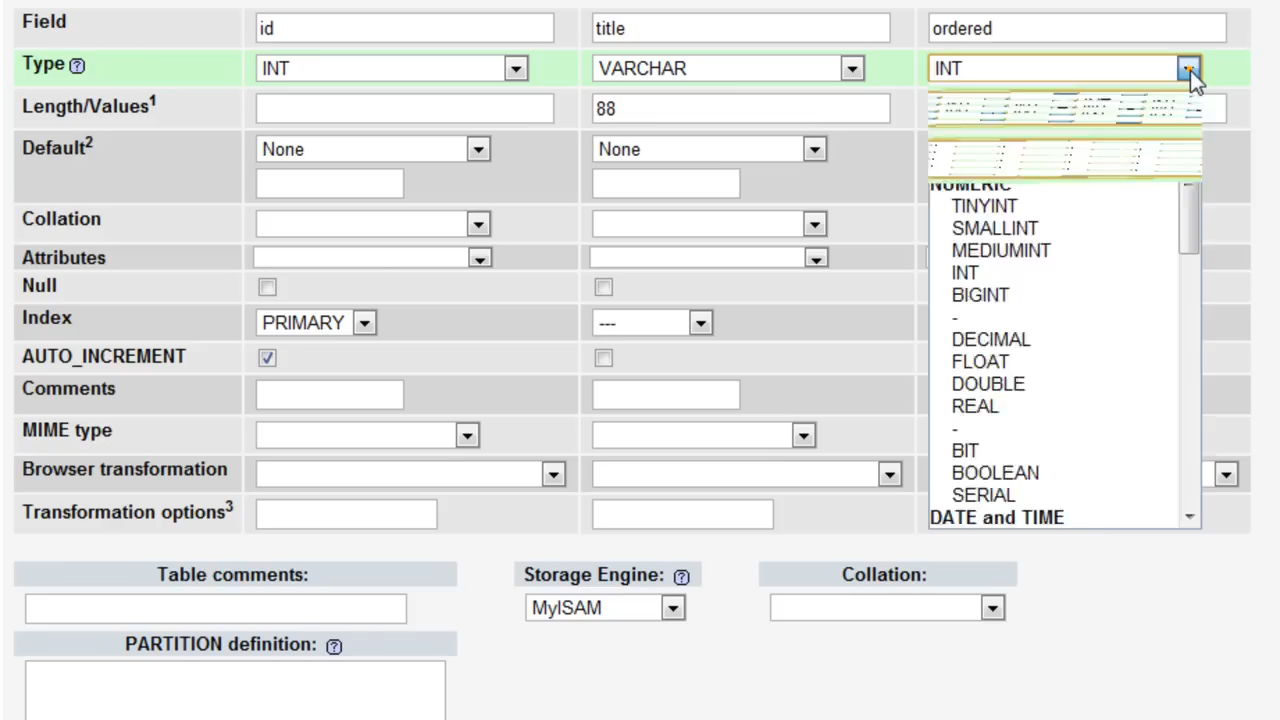 Field id title ordered
Type INT VARCHAR INT
Length/Values1 88
Default2 None None
NUMERIC
TINYINT
Collation
SMALLINT
MEDIUMINT
Attributes
INT
Null
BIGINT
Index PRIMARY --- -
DECIMAL
AUTO_INCREMENT
FLOAT
Comments
DOUBLE
REAL
MIME type -
BIT
Browser transformation BOOLEAN
SERIAL
Transformation options3 DATE and TIME
Table comments: Storage Engine: Collation:
MyISAM
PARTITION definition: